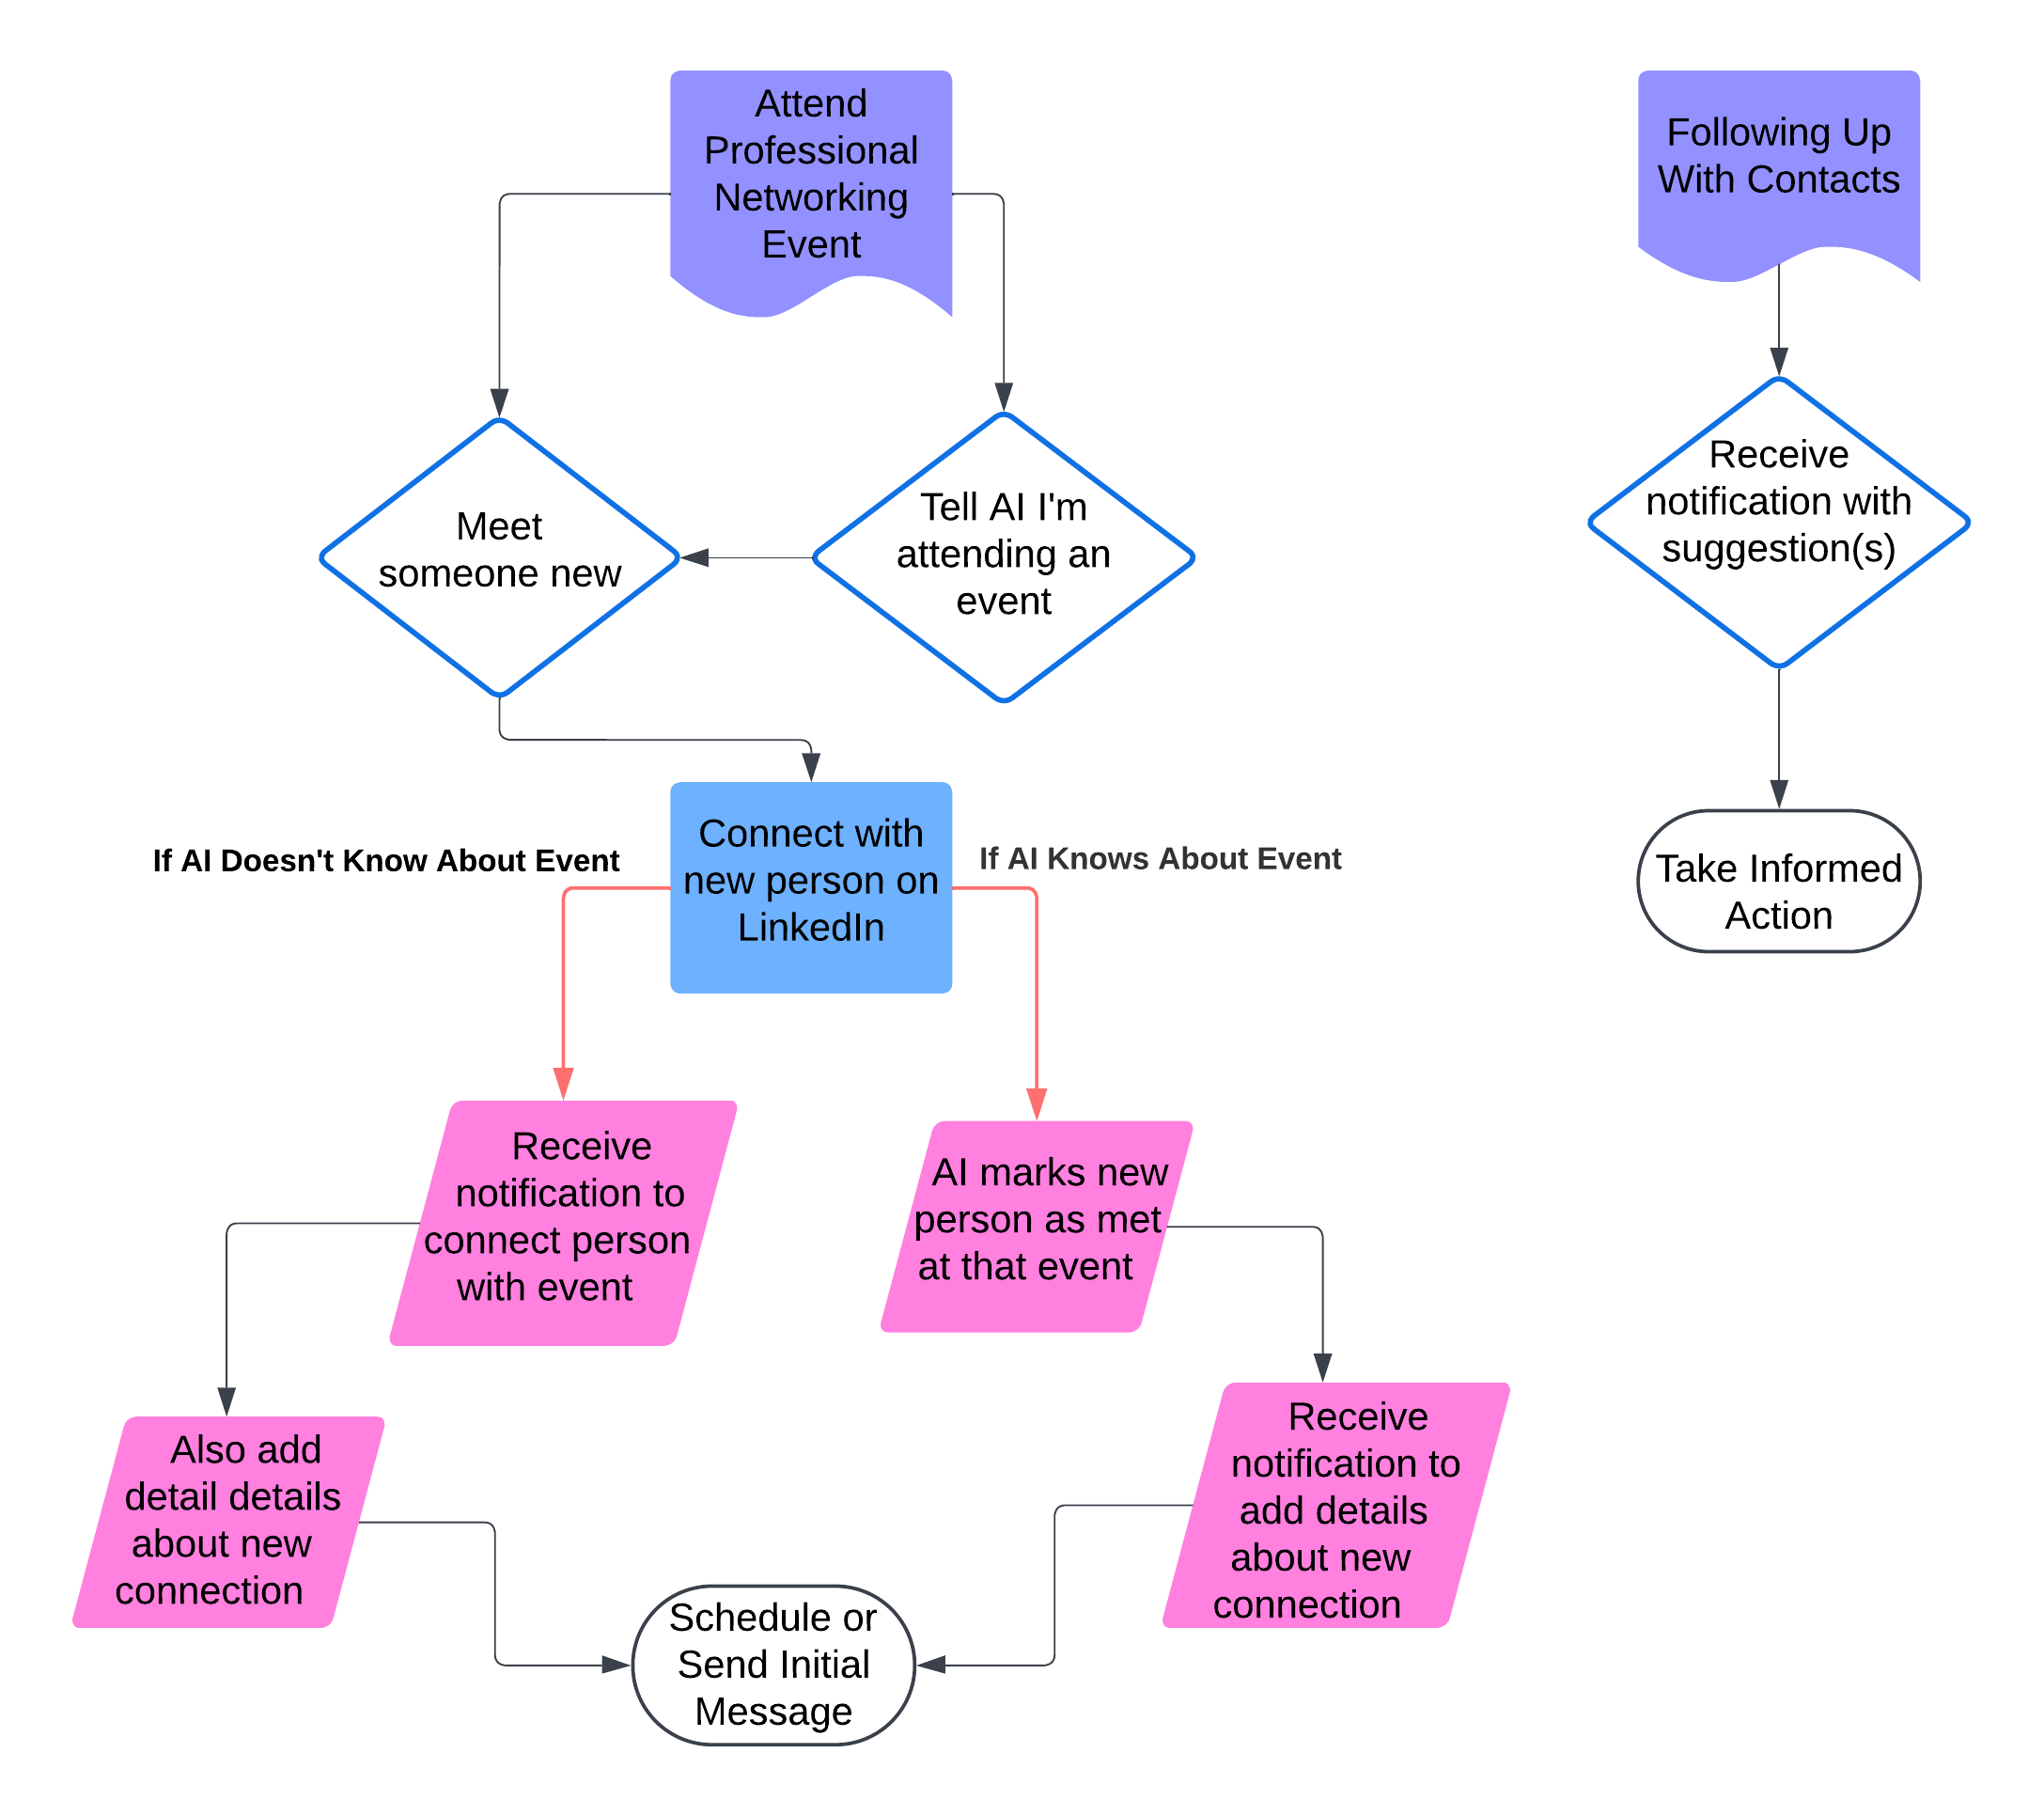 Attend
Professional
Networking
Event
Following Up
With Contacts
Meet
someone new
Tell AI I'm
attending an
event
Receive
notification with
suggestion(s)
If AI Doesn't Know About Event
Connect with
new person on
LinkedIn
If AI Knows About Event
Take Informed
Action
Receive
notification to
connect person
with event
AI marks new
person as met
at that event
Also add
detail details
about new
connection
Receive
notification to
add details
about new
connection
Schedule or
Send Initial
Message